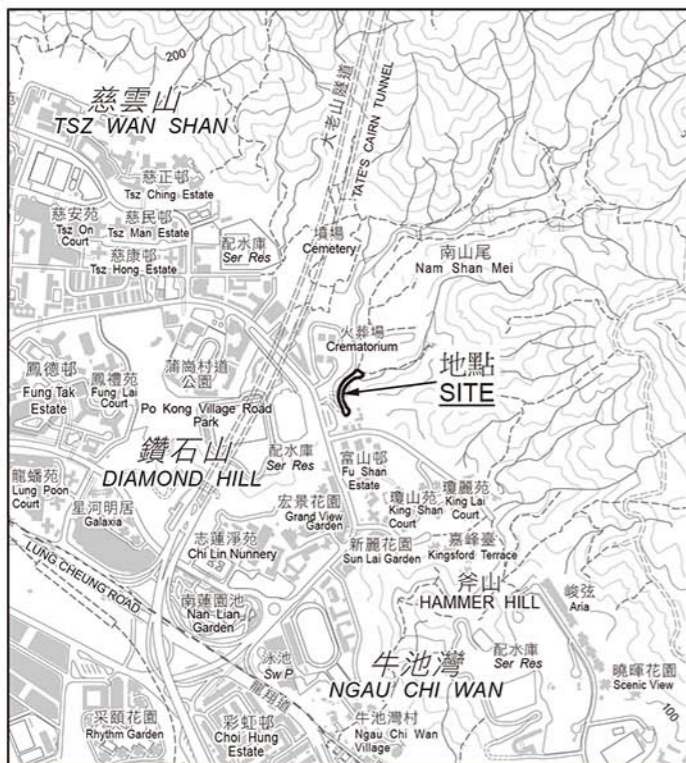 200
慈雲山
TSZ WAN SHAN
大老山隧道
TATE'S CAIRN TUNNEL
慈正邨
Tsz Ching Estate
慈安苑
Tsz On
Court
慈民邨
Tsz Man Estate
慈康邨
Tsz Hong Estate
配水庫
Ser Res
墳場
Cemetery
南山尾
Nam Shan Mei
火葬場
Crematorium
地點
SITE
鳳德邨
Fung Tak
Estate
鳳禮苑
Fung Lai
Court
蒲崗村道
公園
Po Kong Village Road
Park
鑽石山
DIAMOND HILL
配水庫
Ser Res
富山邨
Fu Shan
Estate
瓊山苑
King Shan
Court
瓊麗苑
King Lai
Court
龍蟠苑
Lung Poon
Court
星河明居
Galaxia
宏景花園
Grand View
Garden
志蓮淨苑
Chi Lin Nunnery
新麗花園
Sun Lai Garden
嘉峰臺
Kingsford Terrace
LUNG CHEUNG ROAD
南蓮園池
Nan Lian
Garden
斧山
HAMMER HILL
峻弦
Aria
泳池
Sw P
龍翔道
牛池灣
NGAU CHI WAN
配水庫
Ser Res
曉暉花園
Scenic View
100
采頤花園
Rhythm Garden
彩虹邨
Choi Hung
Estate
牛池灣村
Ngau Chi Wan
Village